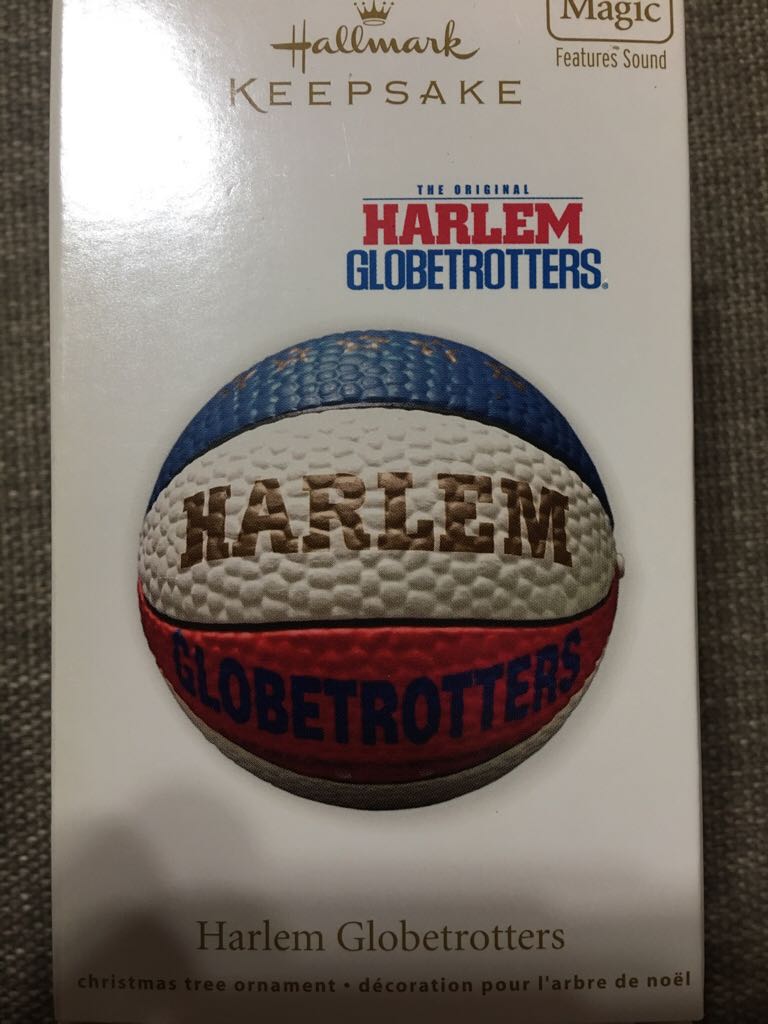 Hallmark
KEEPSAKE
Magic
Features Sound
THE ORIGINAL
HARLEM
GLOBETROTTERS®
HARLEM
GLOBETROTTERS
Harlem Globetrotters
christmas tree ornament • décoration pour l'arbre de noël